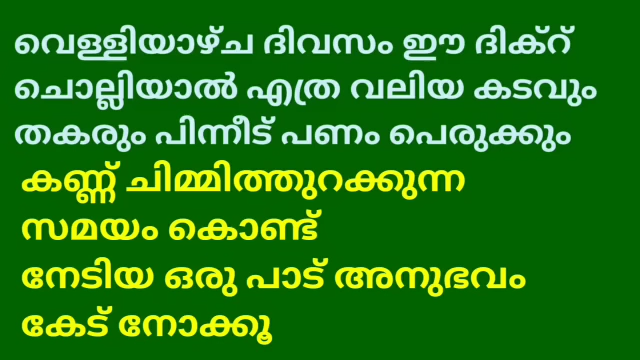 വെള്ളിയാഴ്ച ദിവസം ഈ ദിക്റ്
ചൊല്ലിയാൽ എത്ര വലിയ കടവും
തകരും പിന്നീട് പണം പെരുക്കും
കണ്ണ് ചിമ്മിത്തുറക്കുന്ന
സമയം കൊണ്ട്
നേടിയ ഒരു പാട് അനുഭവം
കേട് നോക്കൂ